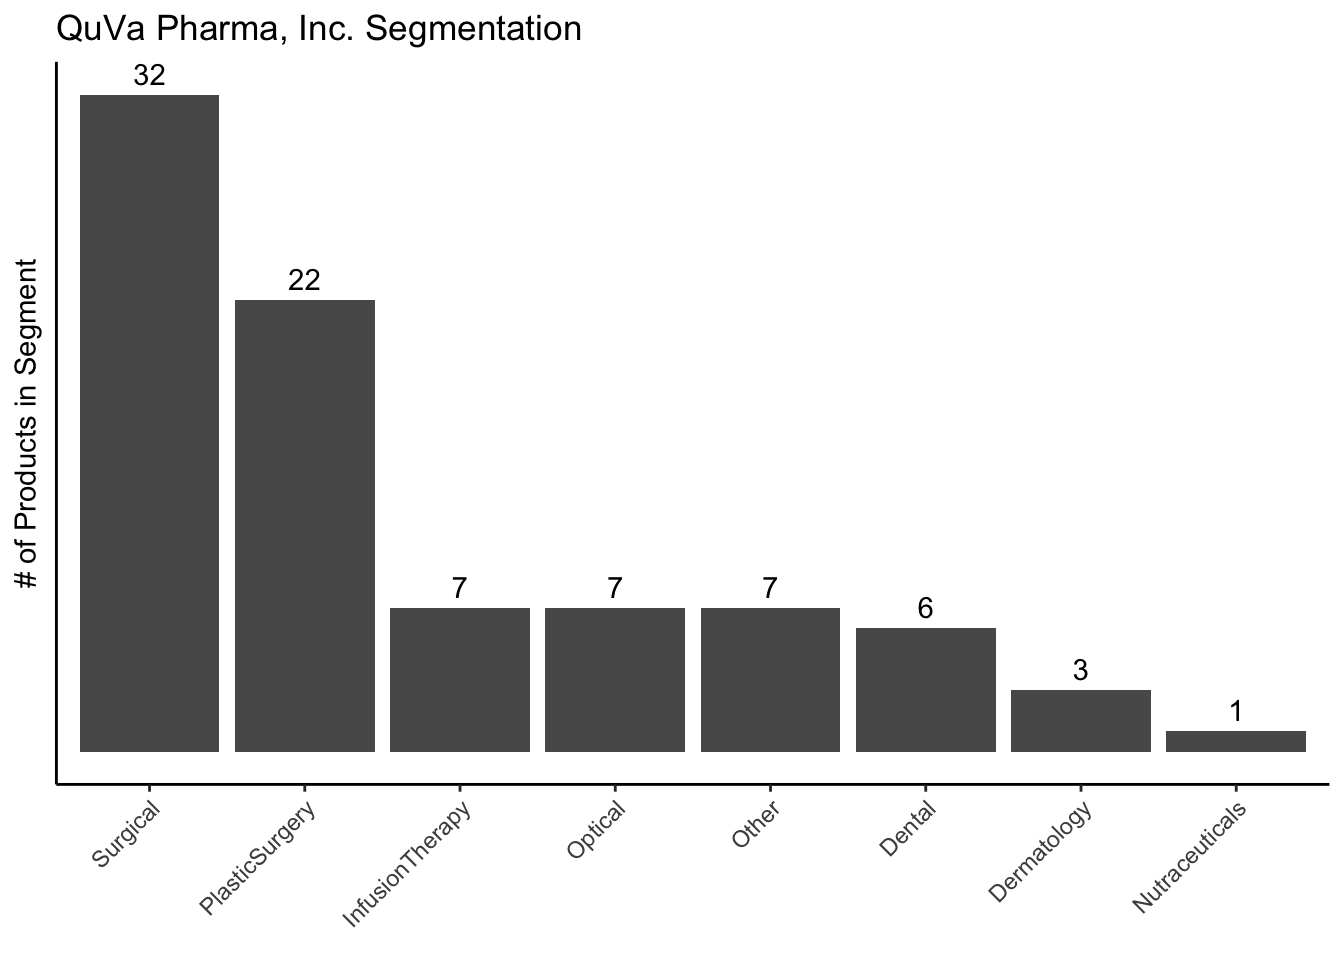 QuVa Pharma, Inc. Segmentation
# of Products in Segment
32
22
7
7
7
6
3
1
Surgical
PlasticSurgery
InfusionTherapy
Optical
Other
Dental
Dermatology
Nutraceuticals